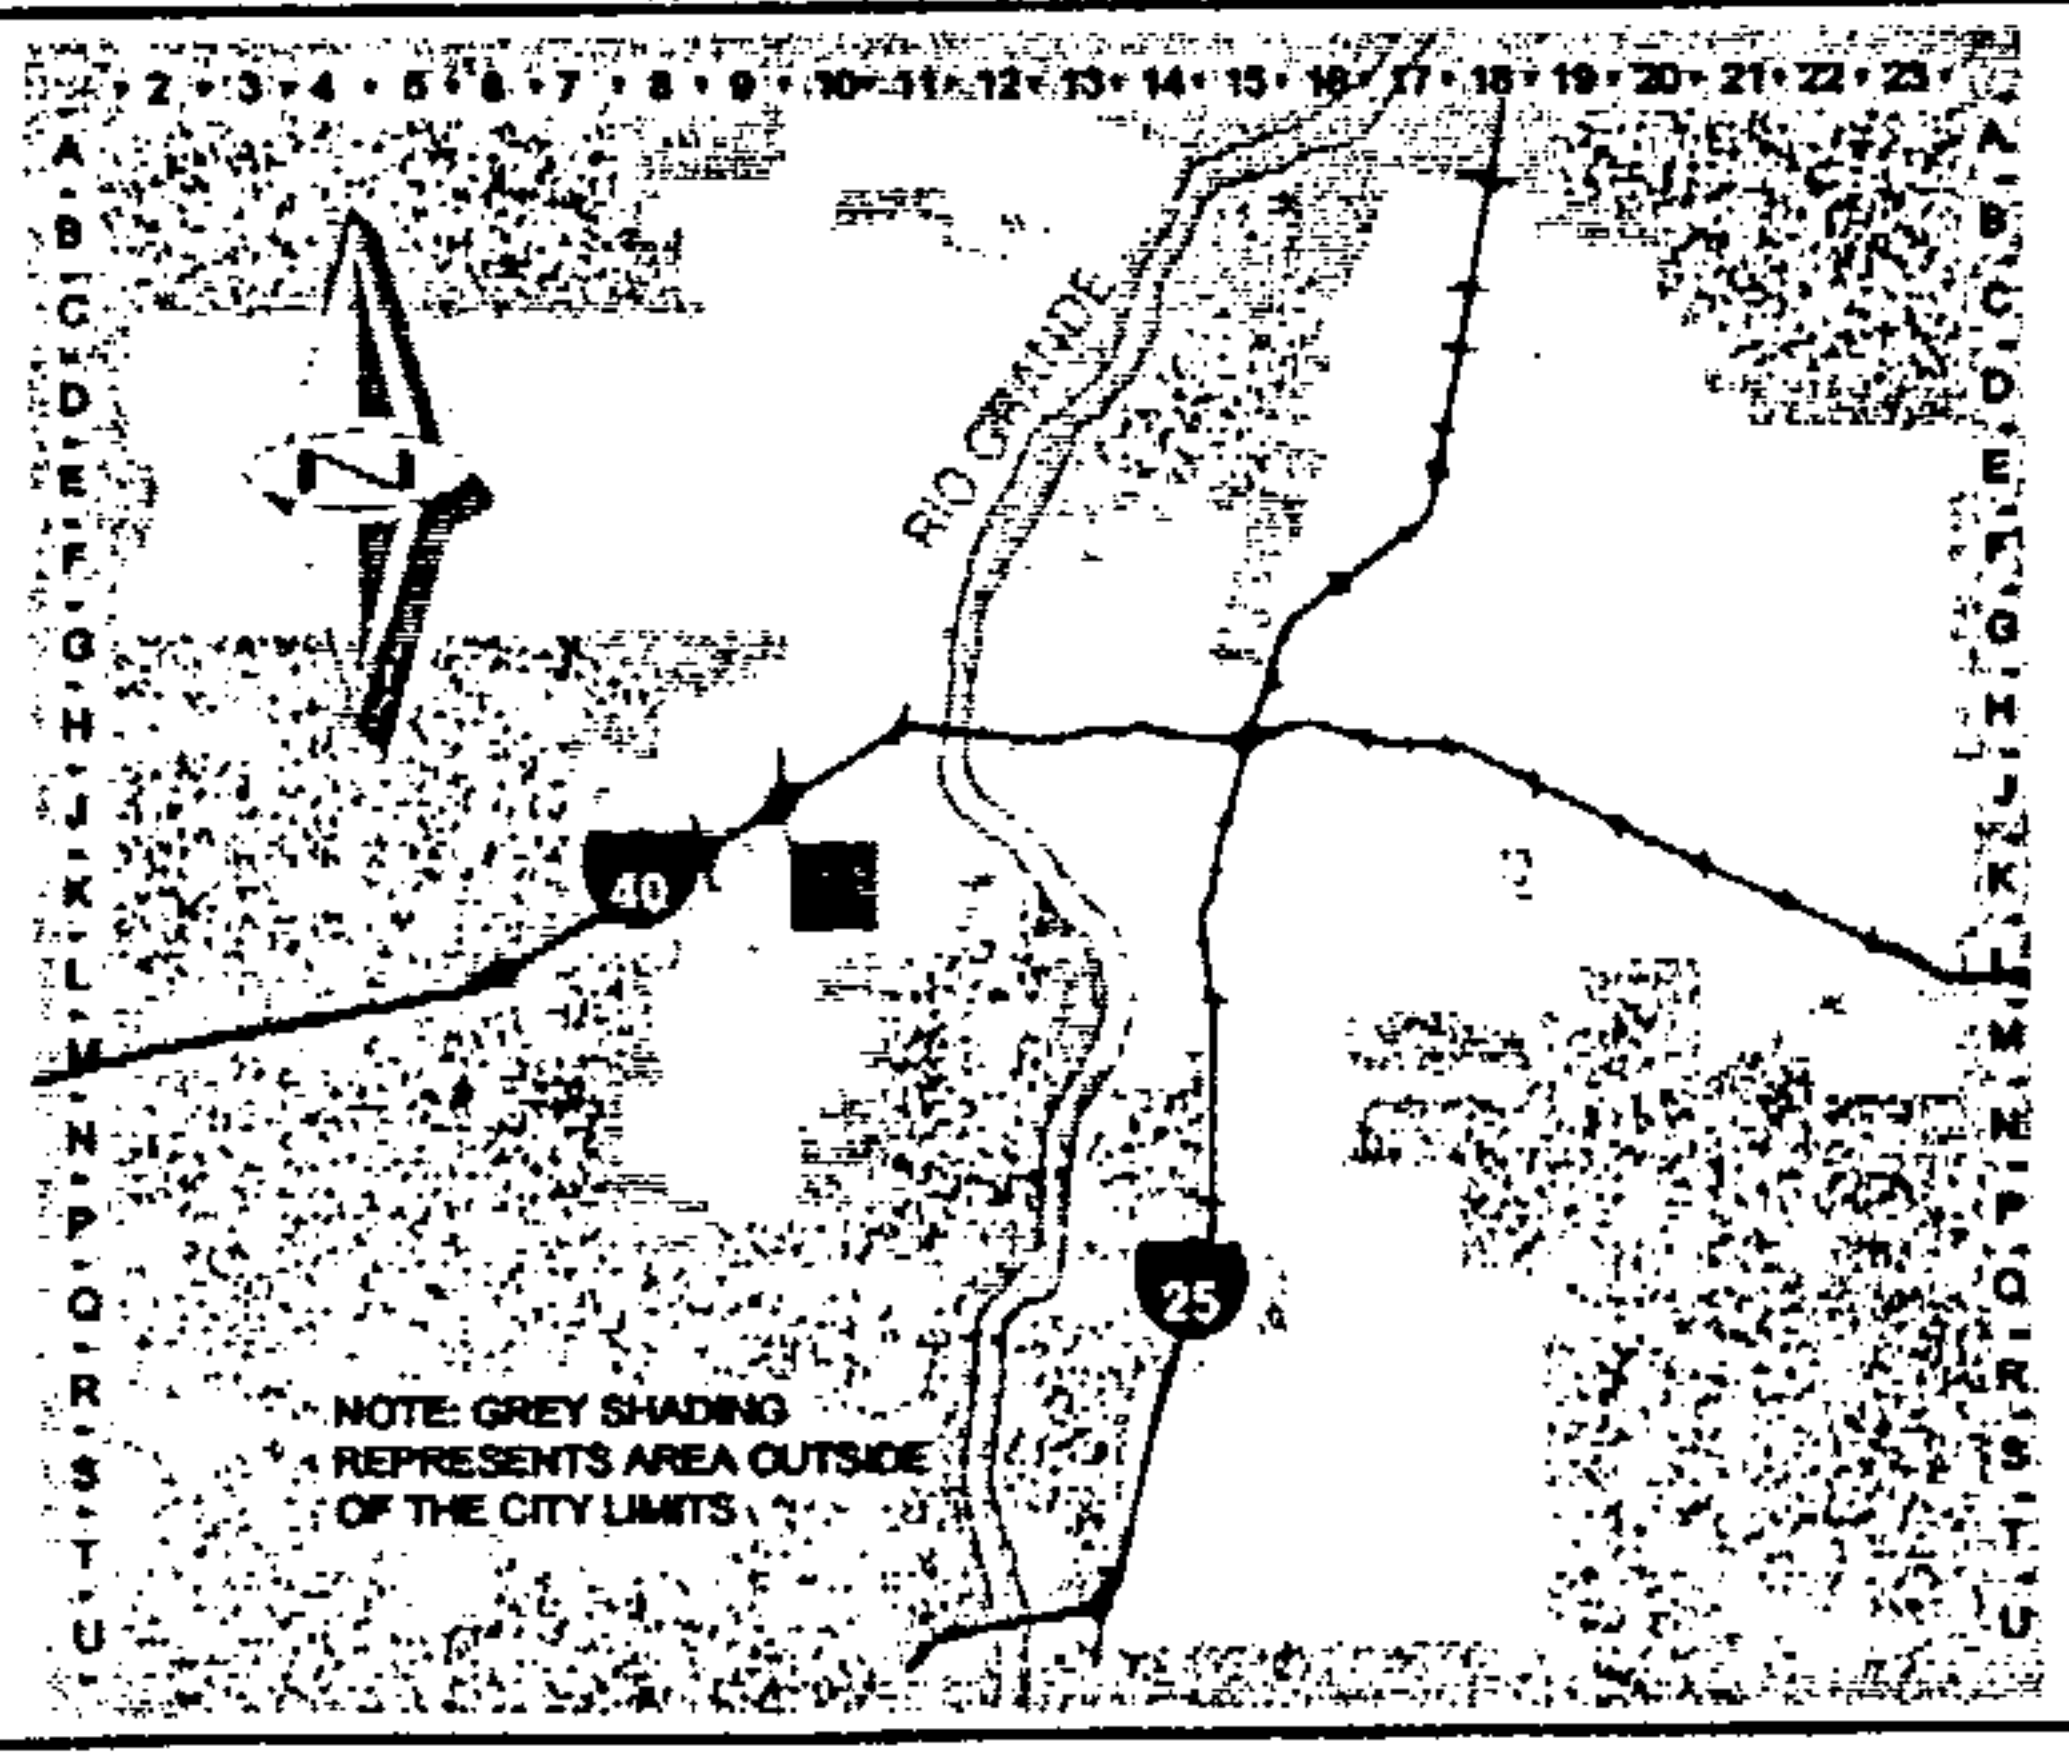 2 • 3 • 4 • 5 • 6 • 7 • 8 • 9 • 10 • 11 • 12 • 13 • 14 • 15 • 16 • 17 • 18 • 19 • 20 • 21 • 22 • 23 •
A A
B B
C C
D D
E E
F F
G G
H H
J J
K K
L L
M M
N N
P P
Q Q
R R
S S
T T
U U
N
RIO GRANDE
40
25
NOTE: GREY SHADING
REPRESENTS AREA OUTSIDE
OF THE CITY LIMITS